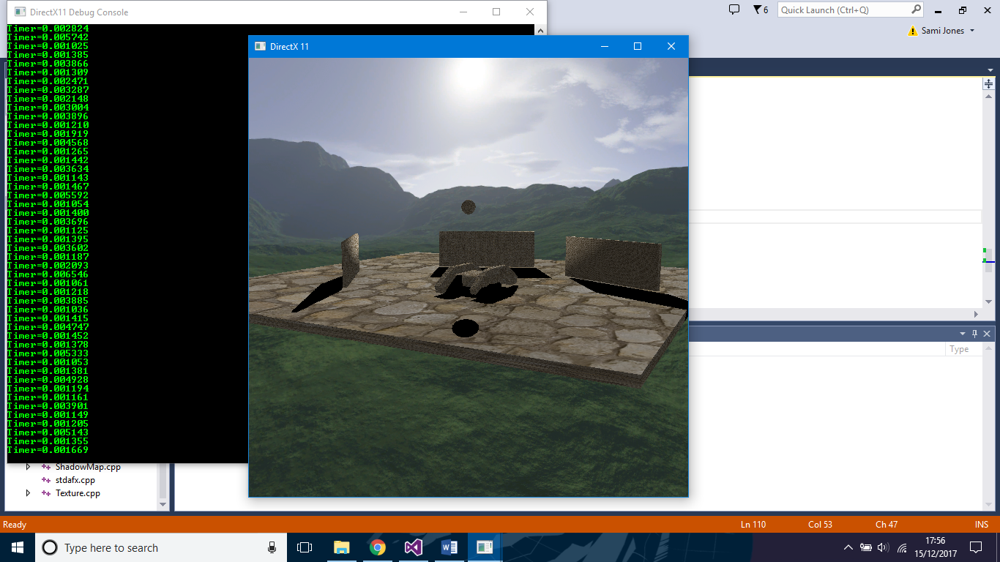 DirectX11 Debug Console
6
Quick Launch (Ctrl+Q)
Sami Jones
Timer=0.002824
Timer=0.005742
Timer=0.001025
Timer=0.001385
Timer=0.003866
Timer=0.001309
Timer=0.002471
Timer=0.003287
Timer=0.002148
Timer=0.003004
Timer=0.003896
Timer=0.001210
Timer=0.001919
Timer=0.004568
Timer=0.001265
Timer=0.001442
Timer=0.003634
Timer=0.001143
Timer=0.001467
Timer=0.005592
Timer=0.001054
Timer=0.001400
Timer=0.003696
Timer=0.001125
Timer=0.001395
Timer=0.003602
Timer=0.001187
Timer=0.002093
Timer=0.006546
Timer=0.001061
Timer=0.001218
Timer=0.003885
Timer=0.001036
Timer=0.001415
Timer=0.004747
Timer=0.001452
Timer=0.001378
Timer=0.005333
Timer=0.001053
Timer=0.001381
Timer=0.004928
Timer=0.001194
Timer=0.001161
Timer=0.003901
Timer=0.001149
Timer=0.001205
Timer=0.005143
Timer=0.001355
Timer=0.001669
DirectX 11
Type
ShadowMap.cpp
stdafx.cpp
Texture.cpp
Ready
Ln 110
Col 53
Ch 47
INS
Type here to search
17:56
15/12/2017